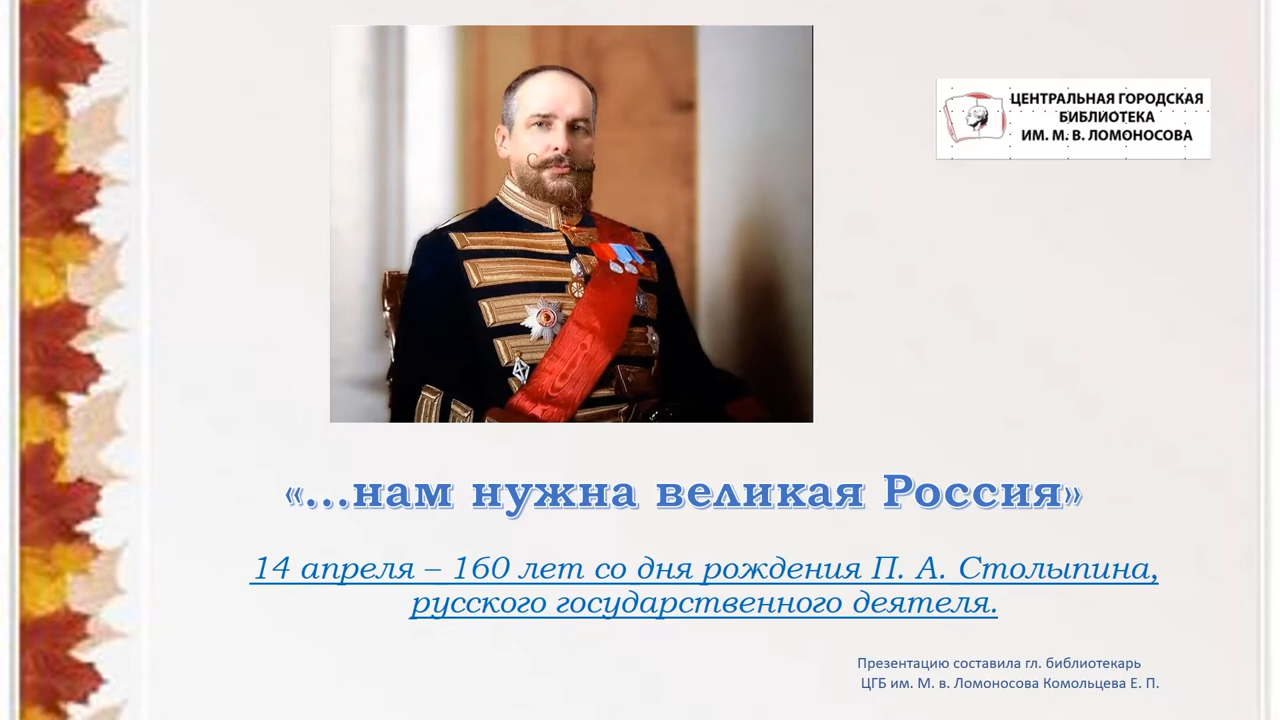 ЦЕНТРАЛЬНАЯ ГОРОДСКАЯ
БИБЛИОТЕКА
ИМ. М. В. ЛОМОНОСОВА
«...нам нужна великая Россия»
14 апреля – 160 лет со дня рождения П. А. Столыпина,
русского государственного деятеля.
Презентацию составила гл. библиотекарь
ЦГБ им. М. в. Ломоносова Комольцева Е. П.